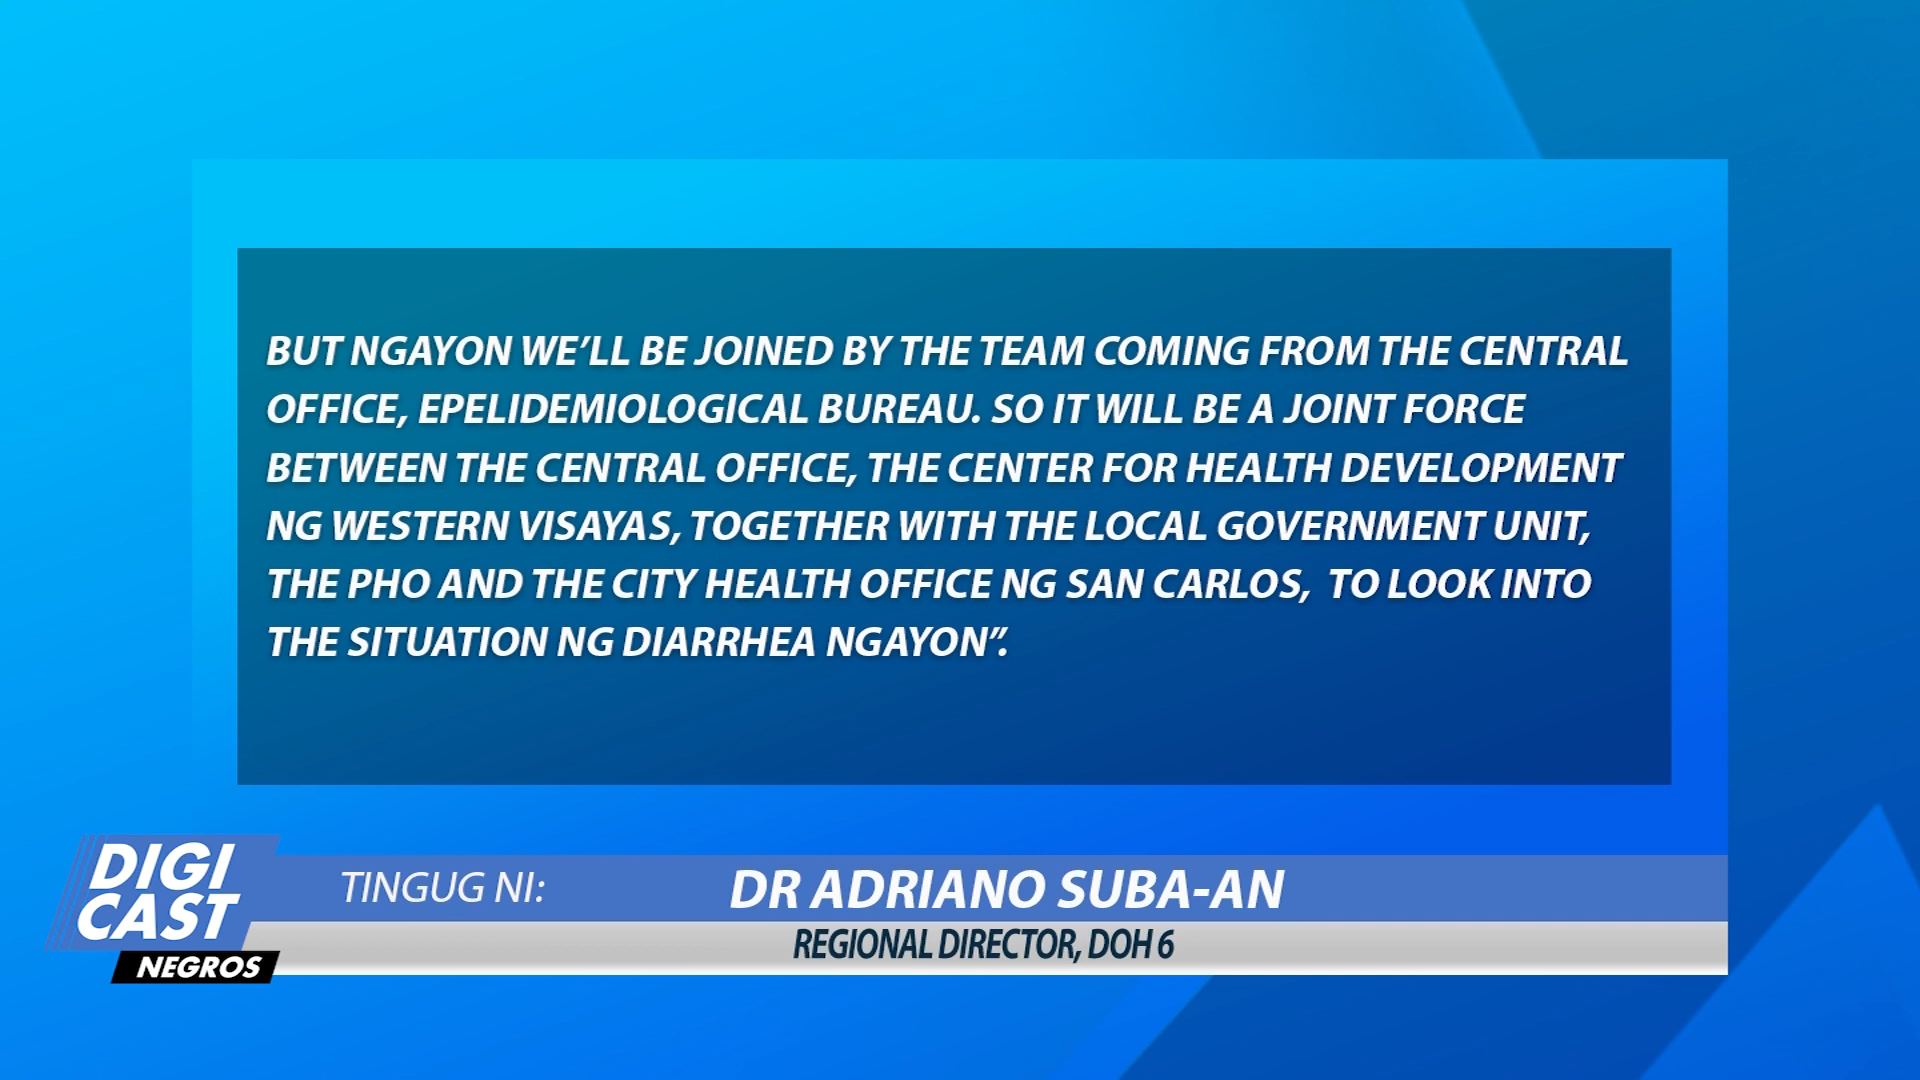 BUT NGAYON WE’LL BE JOINED BY THE TEAM COMING FROM THE CENTRAL
OFFICE, EPELIDEMIOLOGICAL BUREAU. SO IT WILL BE A JOINT FORCE
BETWEEN THE CENTRAL OFFICE, THE CENTER FOR HEALTH DEVELOPMENT
NG WESTERN VISAYAS, TOGETHER WITH THE LOCAL GOVERNMENT UNIT,
THE PHO AND THE CITY HEALTH OFFICE NG SAN CARLOS,  TO LOOK INTO
THE SITUATION NG DIARRHEA NGAYON”.
DIGI
CAST
NEGROS
TINGUG NI: DR ADRIANO SUBA-AN
REGIONAL DIRECTOR, DOH 6